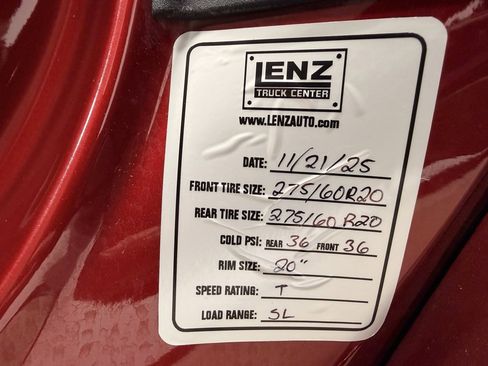 LENZ
TRUCK CENTER
www.LENZAUTO.com
DATE: 11/21/25
FRONT TIRE SIZE: 275/60R20
REAR TIRE SIZE: 275/60 R20
COLD PSI: REAR 36 FRONT 36
RIM SIZE: 20"
SPEED RATING: T
LOAD RANGE: SL